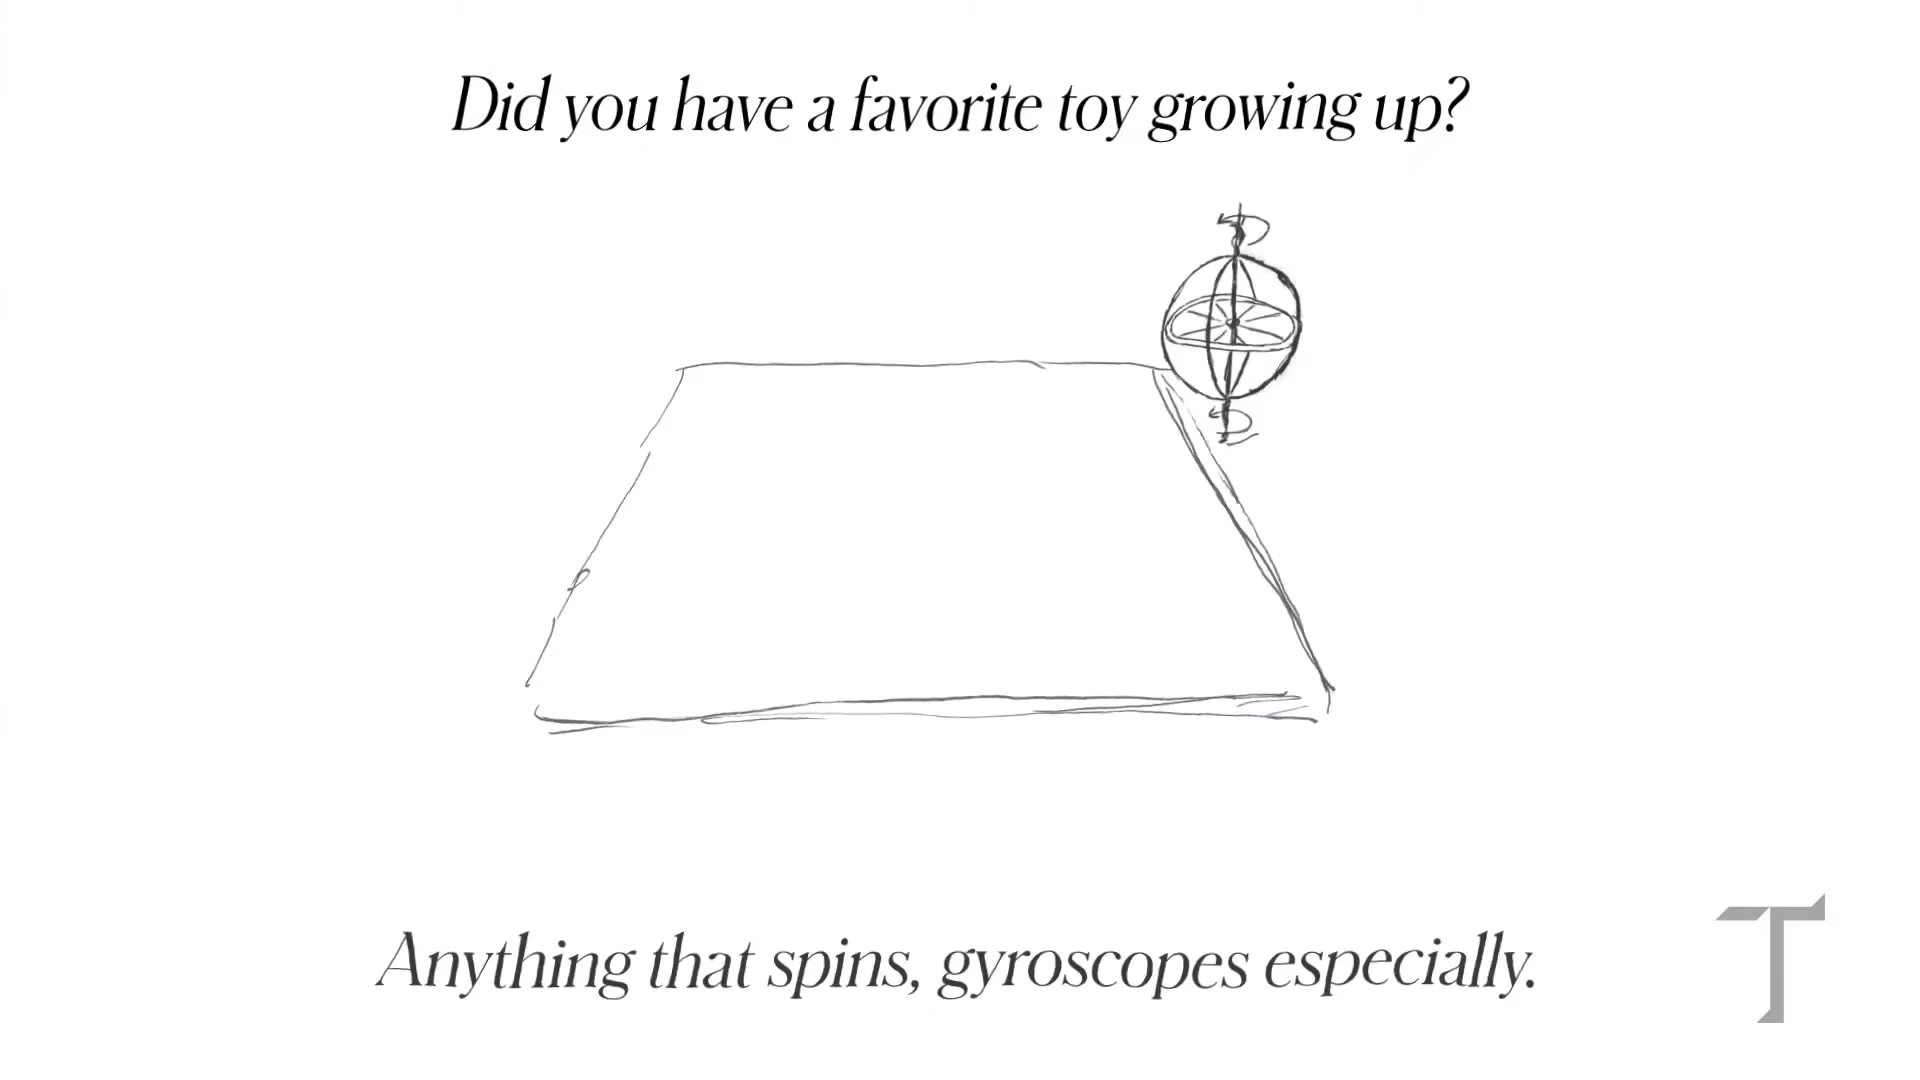 Did you have a favorite toy growing up?
Anything that spins, gyroscopes especially.
T